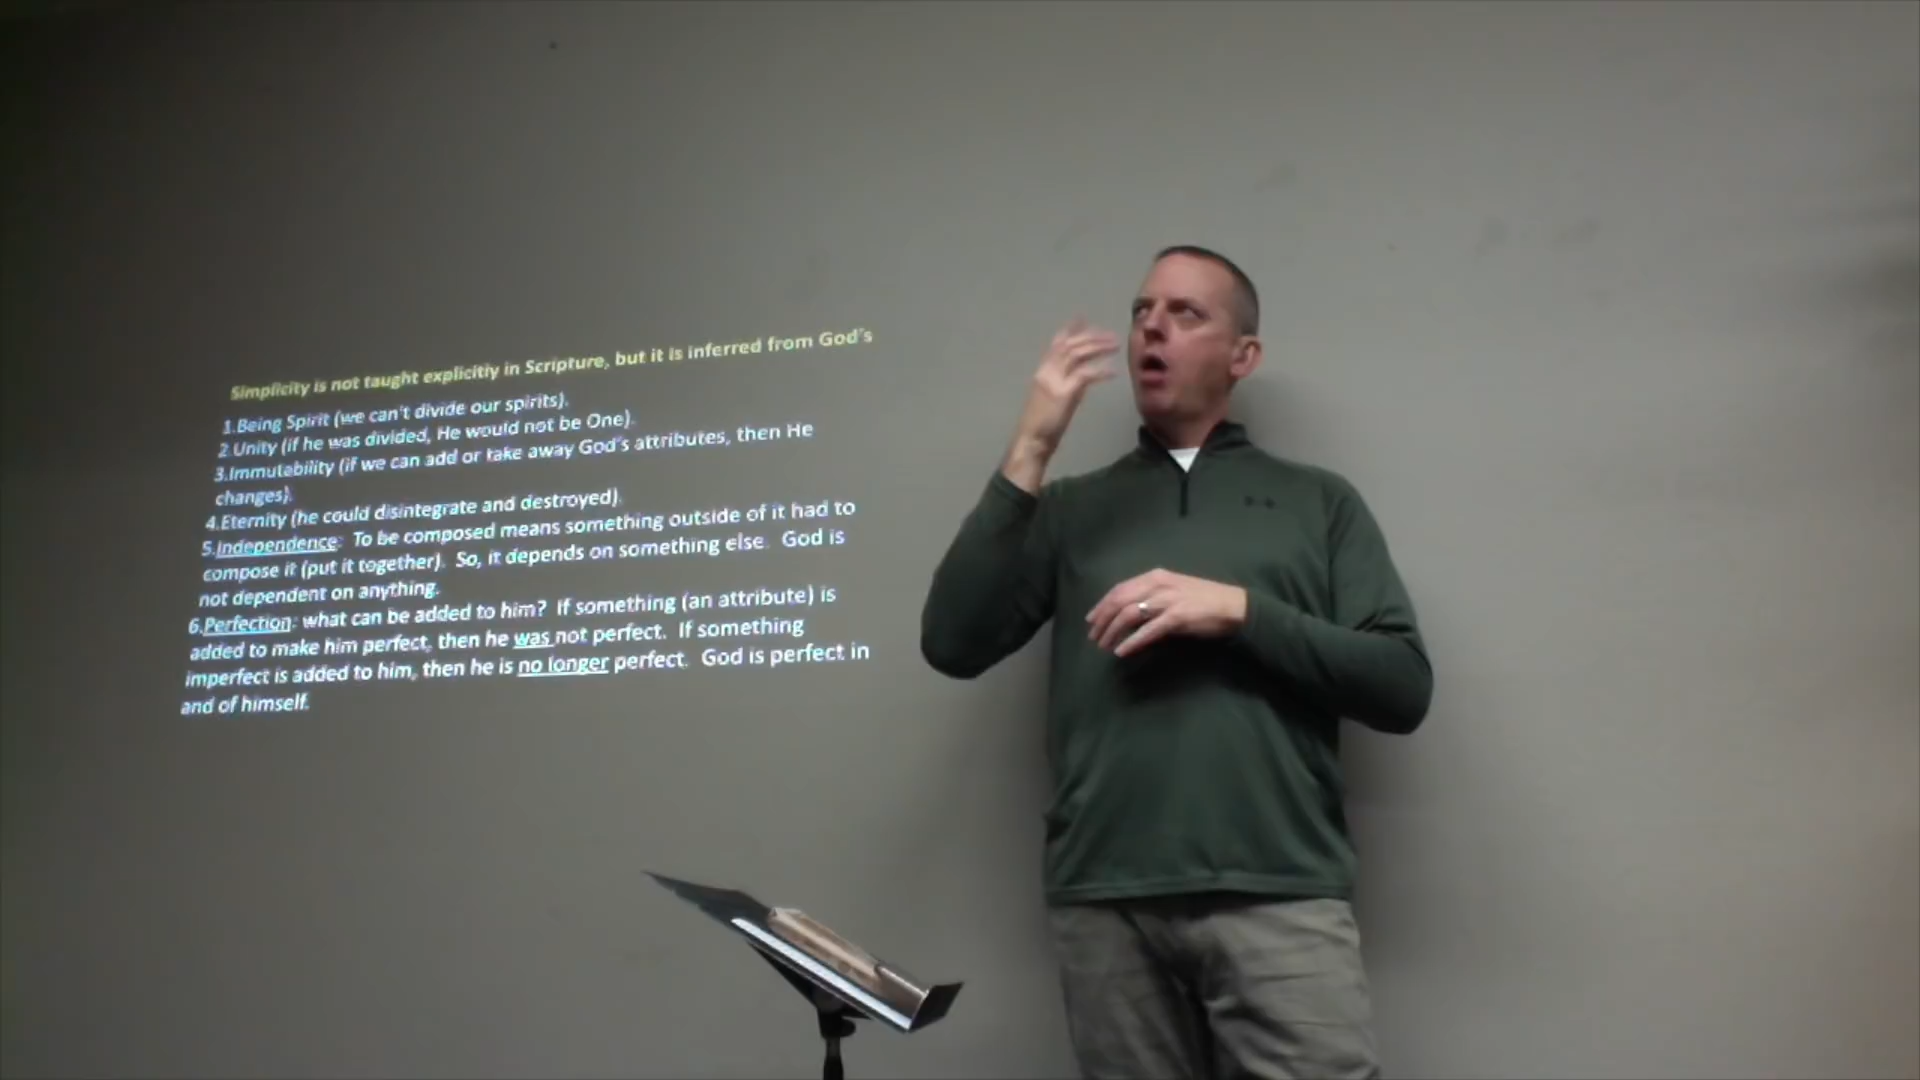 Simplicity is not taught explicitly in Scripture, but it is inferred from God's
1.Being Spirit (we can't divide our spirits).
2.Unity (if he was divided, He would not be One).
3.Immutability (if we can add or take away God's attributes, then He
changes).
4.Eternity (he could disintegrate and destroyed).
5.Independence: To be composed means something outside of it had to
compose it (put it together). So, it depends on something else. God is
not dependent on anything.
6.Perfection: what can be added to him? If something (an attribute) is
added to make him perfect, then he was not perfect. If something
imperfect is added to him, then he is no longer perfect. God is perfect in
and of himself.